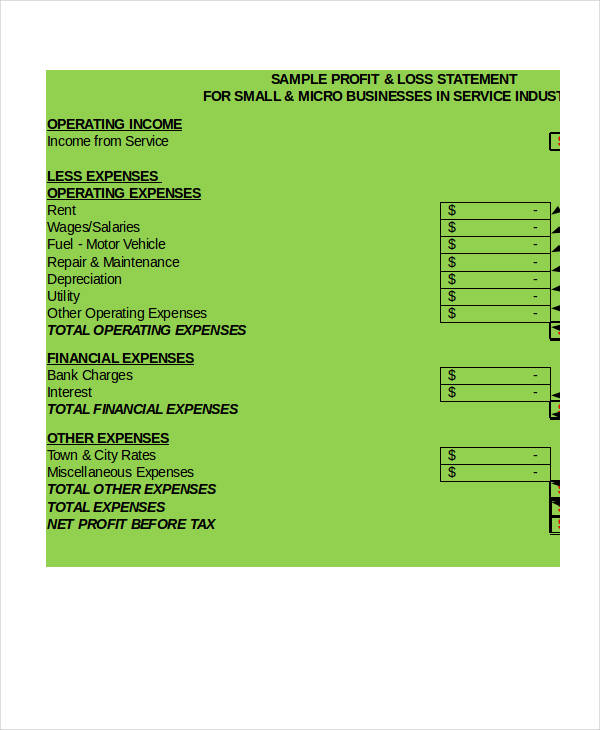 SAMPLE PROFIT & LOSS STATEMENT
FOR SMALL & MICRO BUSINESSES IN SERVICE INDUST
OPERATING INCOME
Income from Service
LESS EXPENSES
OPERATING EXPENSES
Rent $ -
Wages/Salaries $ -
Fuel - Motor Vehicle $ -
Repair & Maintenance $ -
Depreciation $ -
Utility $ -
Other Operating Expenses $ -
TOTAL OPERATING EXPENSES
FINANCIAL EXPENSES
Bank Charges $ -
Interest $ -
TOTAL FINANCIAL EXPENSES
OTHER EXPENSES
Town & City Rates $ -
Miscellaneous Expenses $ -
TOTAL OTHER EXPENSES
TOTAL EXPENSES
NET PROFIT BEFORE TAX